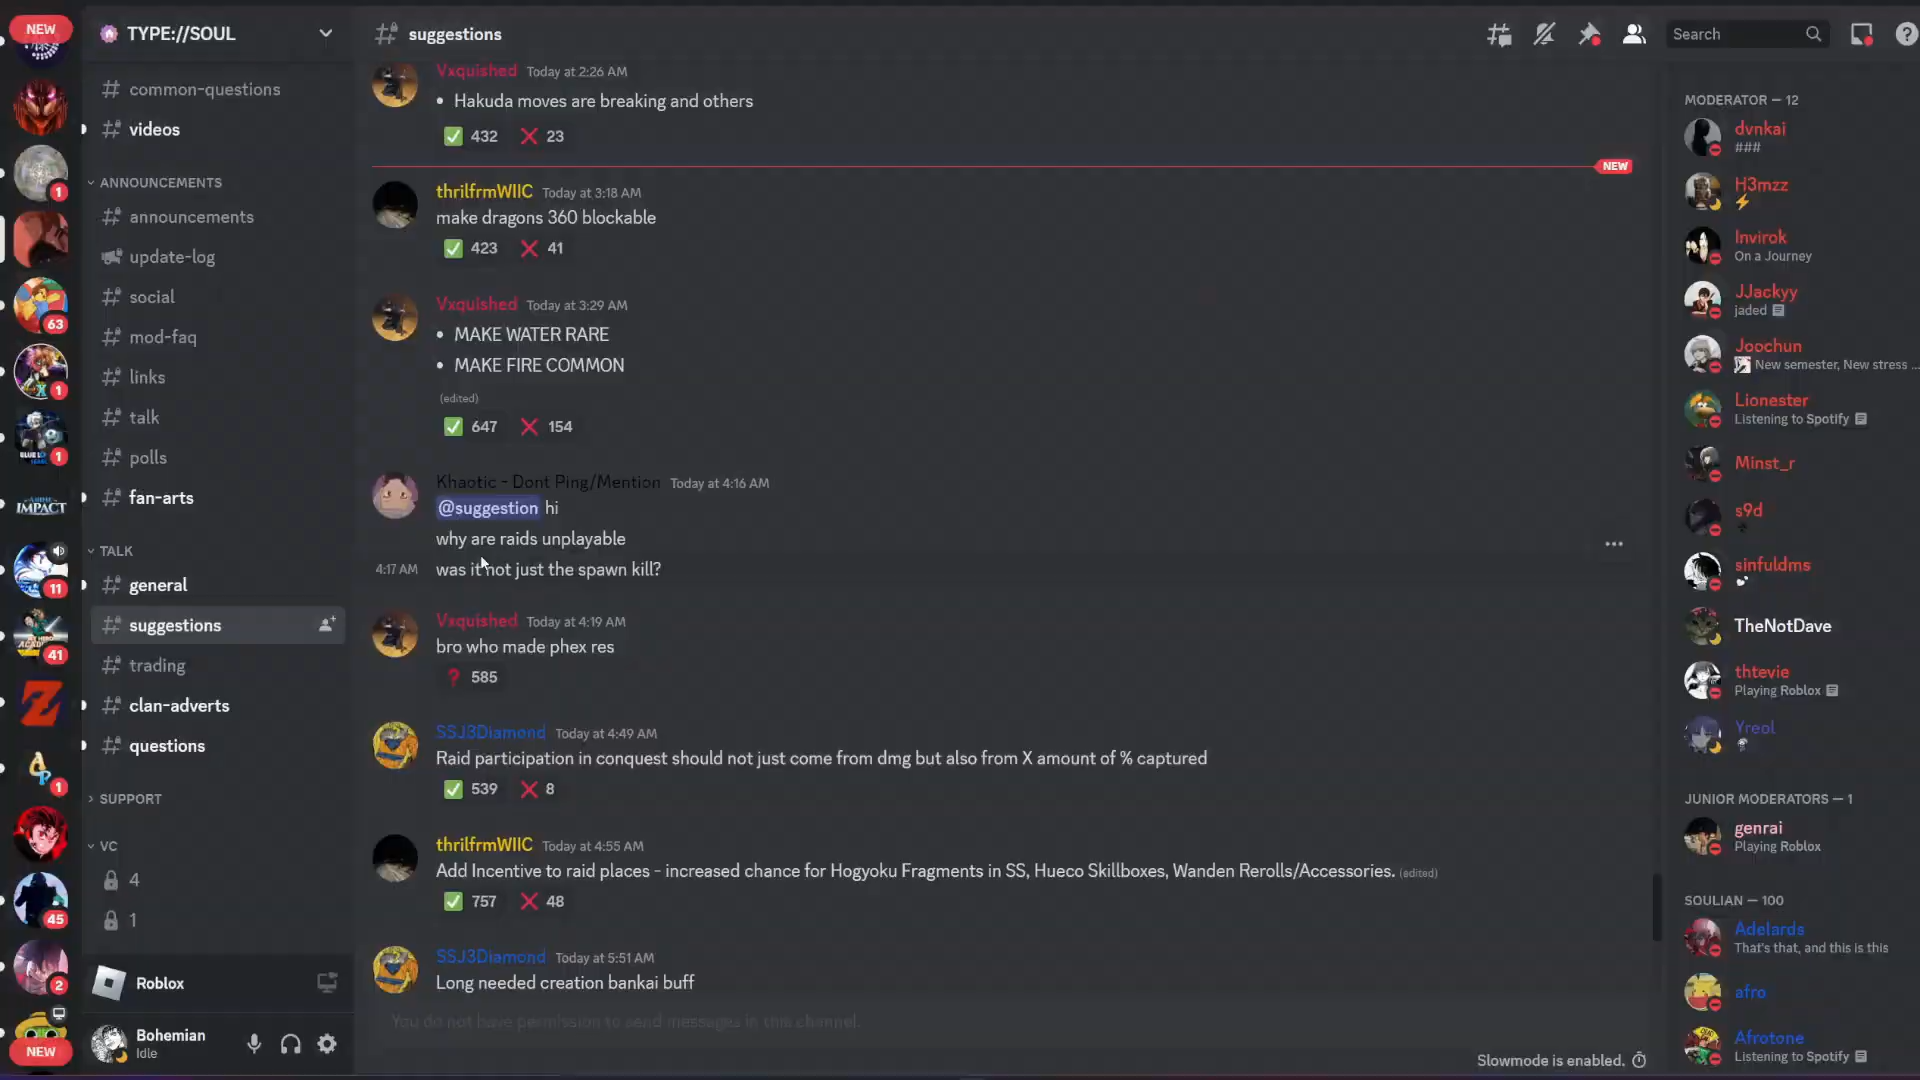 NEW
TYPE://SOUL
suggestions
Search
common-questions
videos
ANNOUNCEMENTS
announcements
update-log
social
mod-faq
links
talk
polls
fan-arts
TALK
general
suggestions
trading
clan-adverts
questions
SUPPORT
VC
4
1
Roblox
Bohemian
Idle
1
63
1
1
IMPACT
11
41
1
45
2
NEW
Vxquished Today at 2:26 AM
• Hakuda moves are breaking and others
432 23
NEW
thrilfrmWIIC Today at 3:18 AM
make dragons 360 blockable
423 41
Vxquished Today at 3:29 AM
• MAKE WATER RARE
• MAKE FIRE COMMON
(edited)
647 154
Khaotic - Dont Ping/Mention Today at 4:16 AM
@suggestion hi
why are raids unplayable
4:17 AM was it not just the spawn kill?
Vxquished Today at 4:19 AM
bro who made phex res
585
SSJ3Diamond Today at 4:49 AM
Raid participation in conquest should not just come from dmg but also from X amount of % captured
539 8
thrilfrmWIIC Today at 4:55 AM
Add Incentive to raid places - increased chance for Hogyoku Fragments in SS, Hueco Skillboxes, Wanden Rerolls/Accessories. (edited)
757 48
SSJ3Diamond Today at 5:51 AM
Long needed creation bankai buff
You do not have permission to send messages in this channel.
Slowmode is enabled.
MODERATOR — 12
dvnkai
###
H3mzz
Invirok
On a Journey
JJackyy
jaded
Joochun
New semester, New stress ...
Lionester
Listening to Spotify
Minst_r
s9d
sinfuldms
TheNotDave
thtevie
Playing Roblox
Yreol
JUNIOR MODERATORS — 1
genrai
Playing Roblox
SOULIAN — 100
Adelards
That's that, and this is this
afro
Afrotone
Listening to Spotify